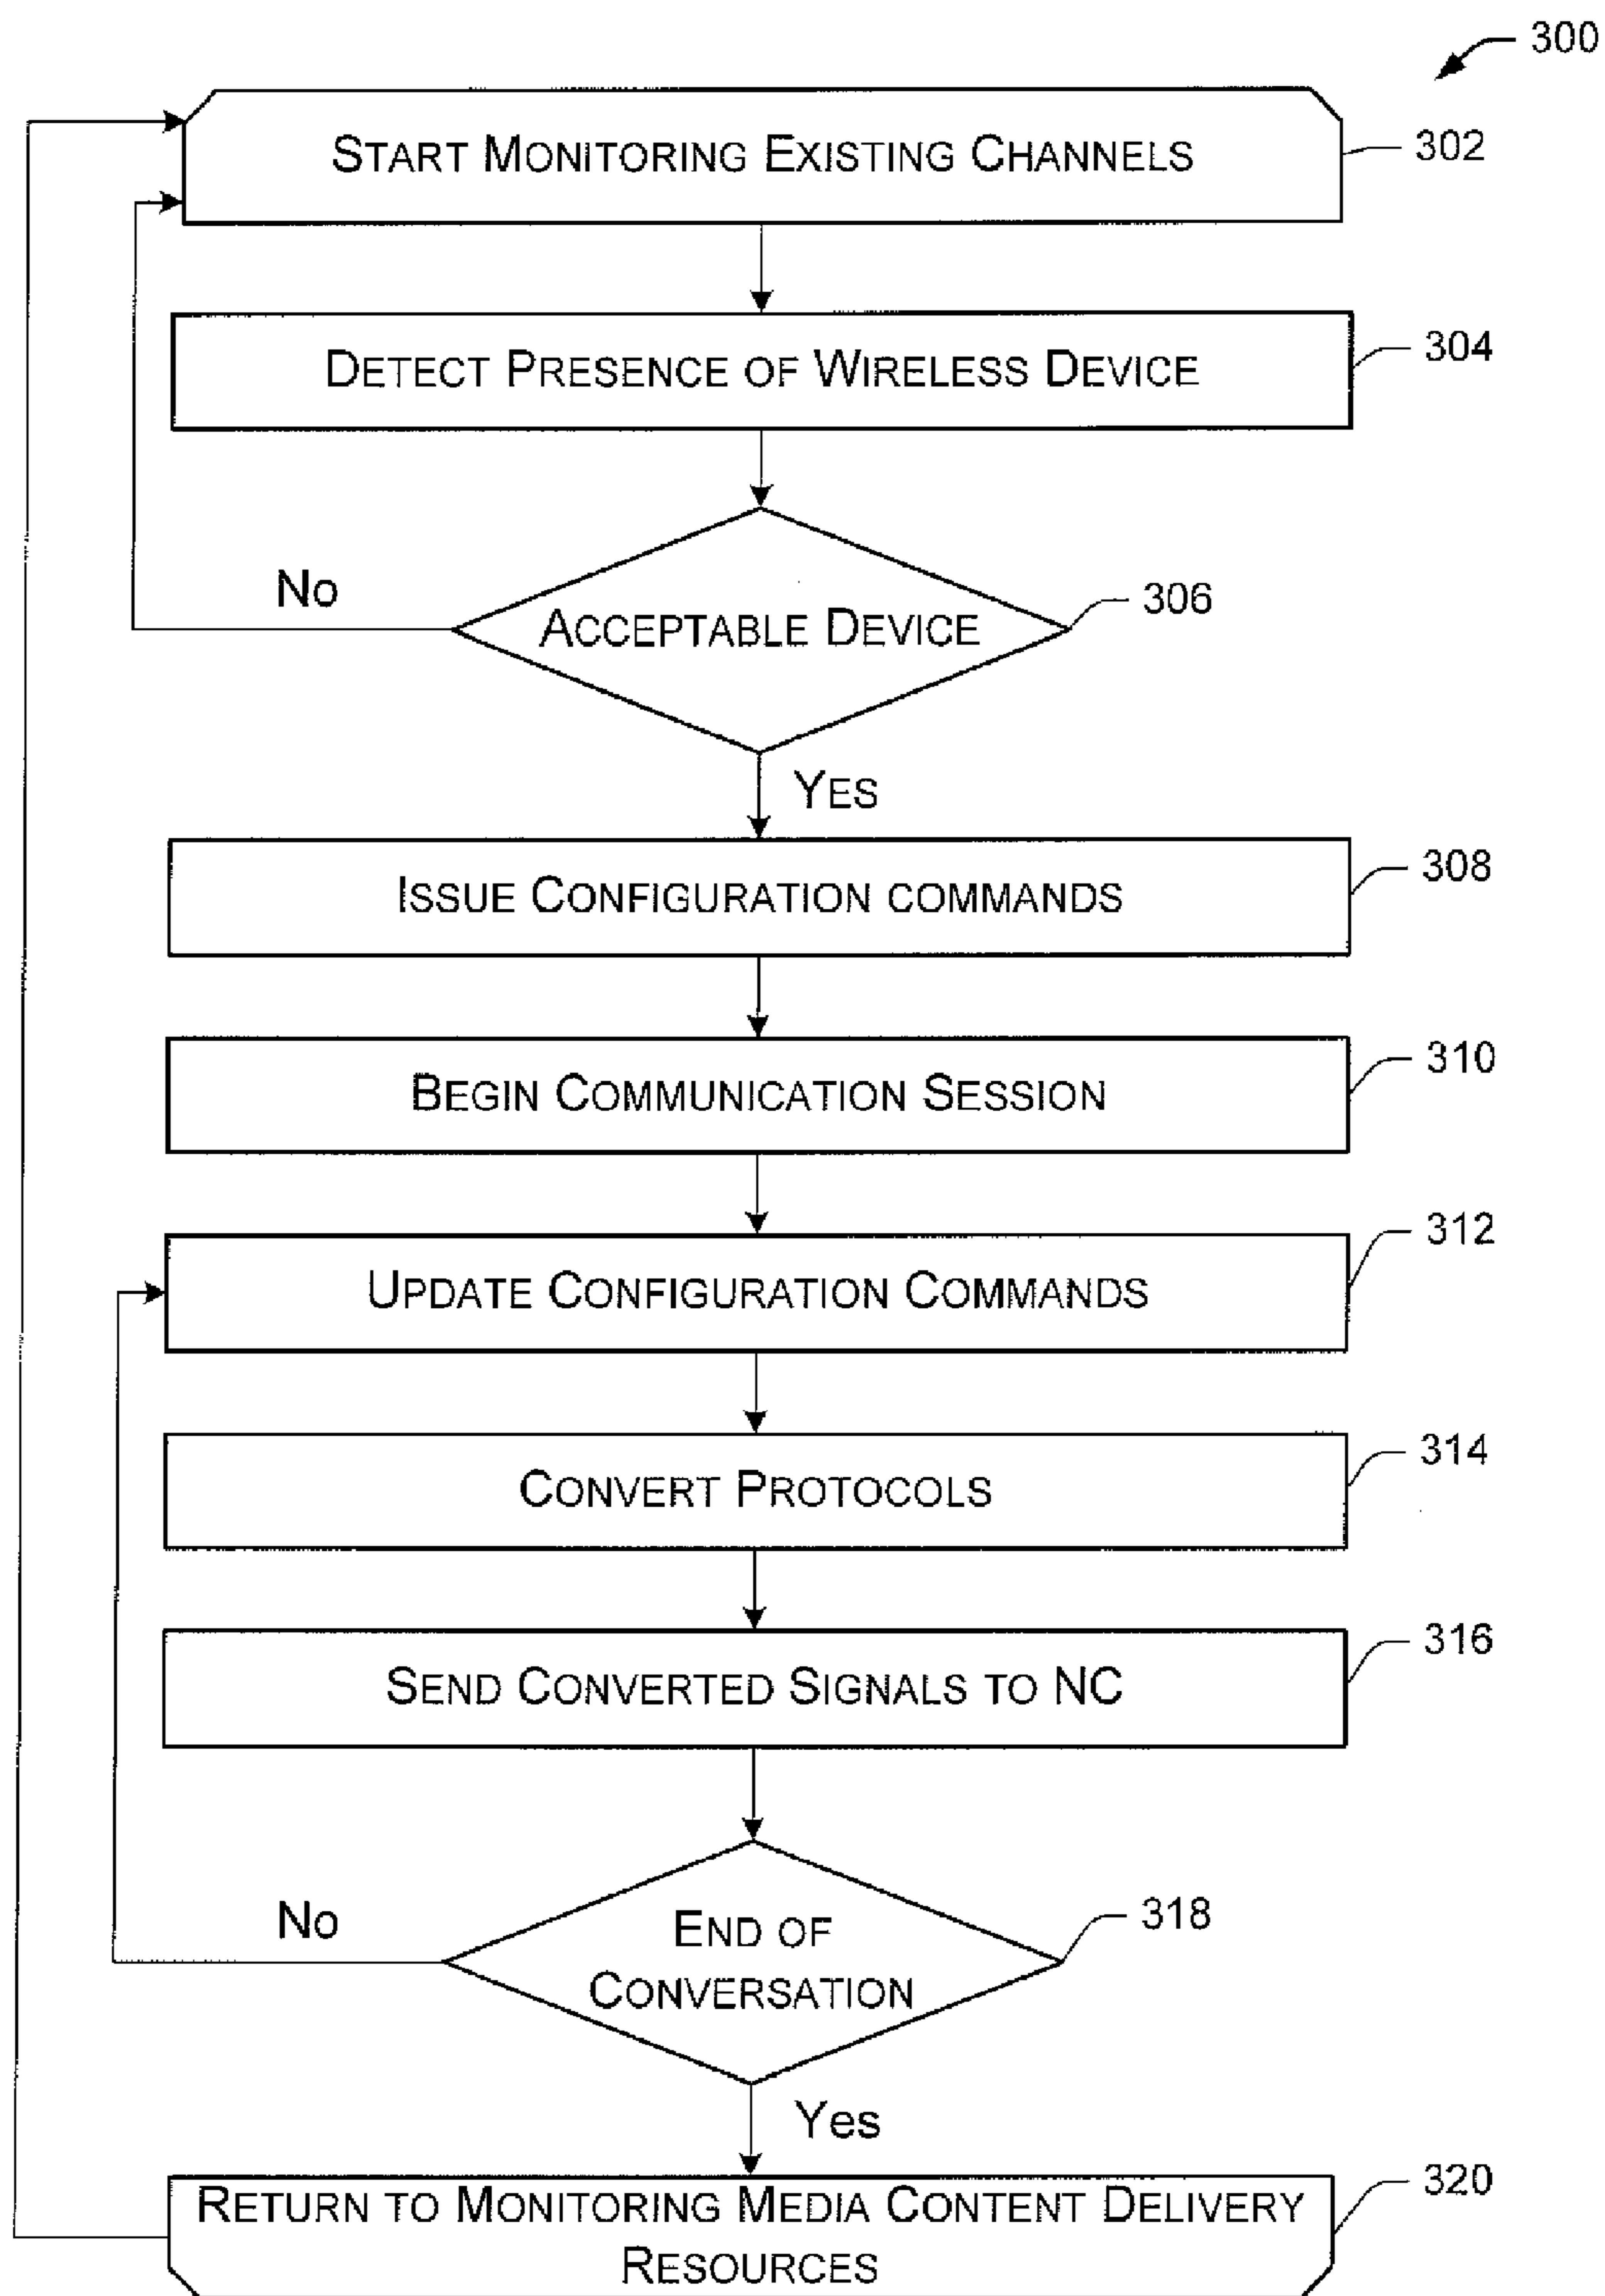 300
START MONITORING EXISTING CHANNELS
302
DETECT PRESENCE OF WIRELESS DEVICE
304
ACCEPTABLE DEVICE
306
NO
YES
ISSUE CONFIGURATION COMMANDS
308
BEGIN COMMUNICATION SESSION
310
UPDATE CONFIGURATION COMMANDS
312
CONVERT PROTOCOLS
314
SEND CONVERTED SIGNALS TO NC
316
END OF
CONVERSATION
318
NO
Yes
RETURN TO MONITORING MEDIA CONTENT DELIVERY
RESOURCES
320